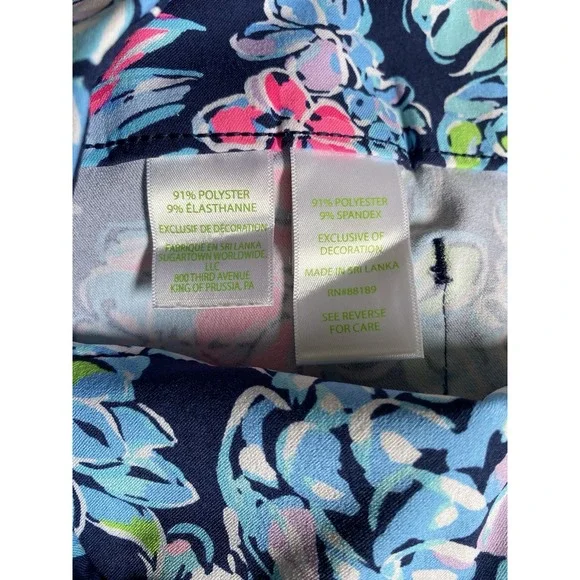 91% POLYSTER
9% ÉLASTHANNE
EXCLUSIF DE DÉCORATION
FABRIQUE EN SRI LANKA
SUGARTOWN WORLDWIDE,
LLC
800 THIRD AVENUE
KING OF PRUSSIA, PA
91% POLYESTER
9% SPANDEX
EXCLUSIVE OF
DECORATION
MADE IN SRI LANKA
RN#88189
SEE REVERSE
FOR CARE